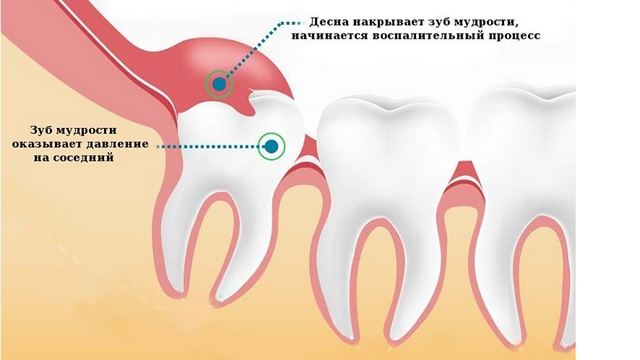 Десна накрывает зуб мудрости,
начинается воспалительный процесс
Зуб мудрости
оказывает давление
на соседний